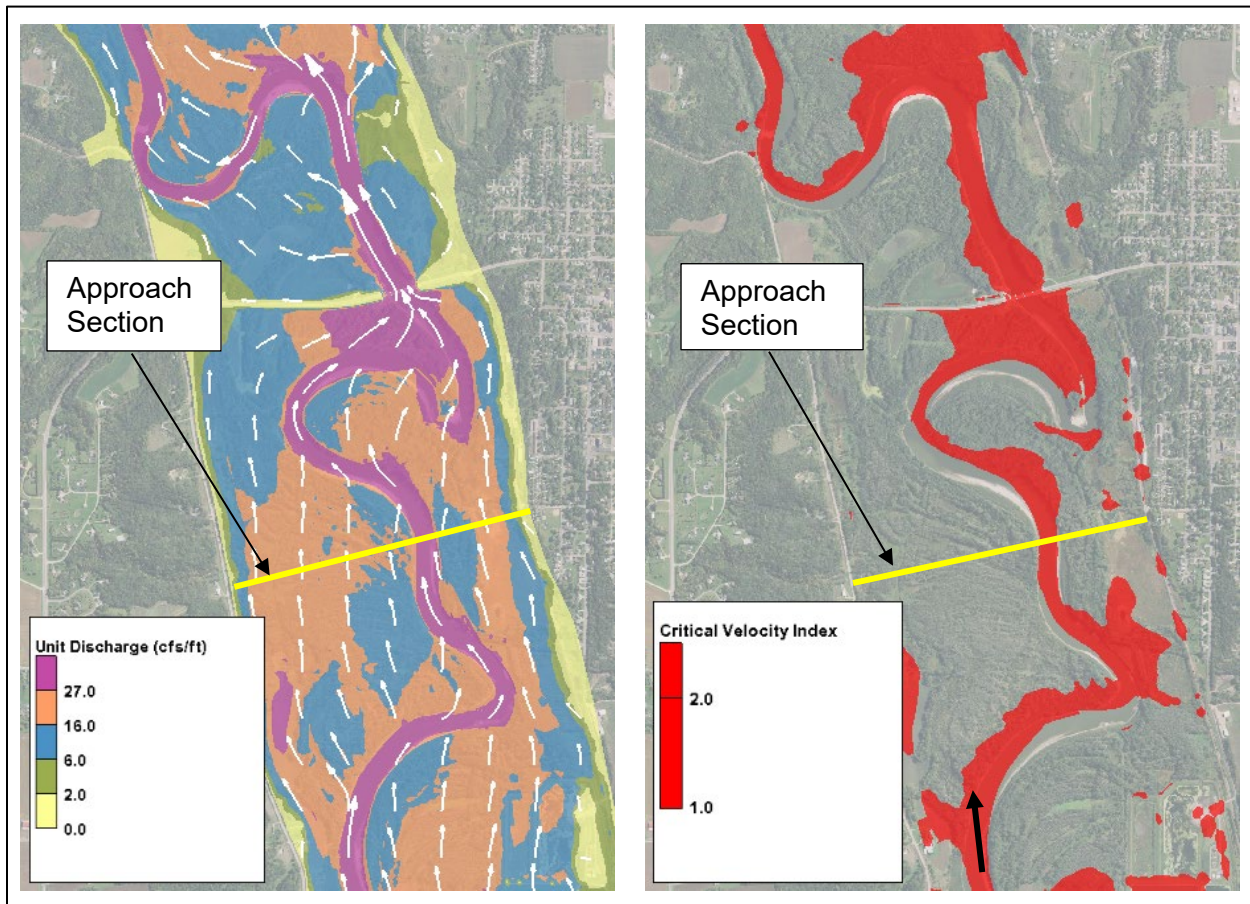 Approach
Section
Unit Discharge (cfs/ft)
27.0
16.0
6.0
2.0
0.0
Approach
Section
Critical Velocity Index
2.0
1.0